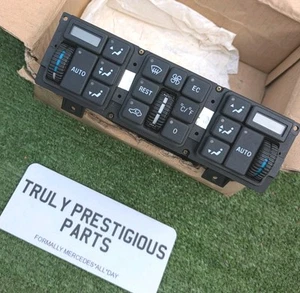 AUTO
REST
EC
°C/°F
0
AUTO
TRULY PRESTIGIOUS
PARTS
FORMALLY MERCEDES*ALL*DAY